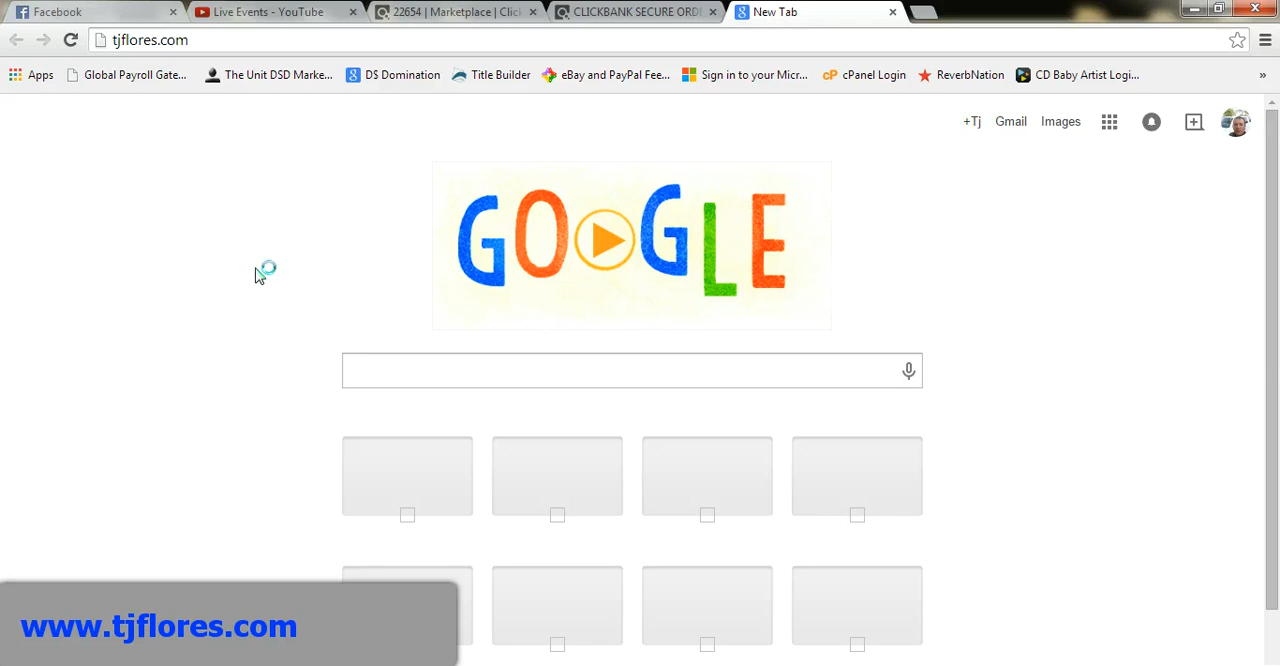 Facebook
Live Events - YouTube
22654 | Marketplace | Click
CLICKBANK SECURE ORD
New Tab
tjflores.com
Apps
Global Payroll Gate...
The Unit DSD Marke...
DS Domination
Title Builder
eBay and PayPal Fee...
Sign in to your Micr...
cPanel Login
ReverbNation
CD Baby Artist Logi...
»
+Tj
Gmail
Images
GOGLE
www.tjflores.com